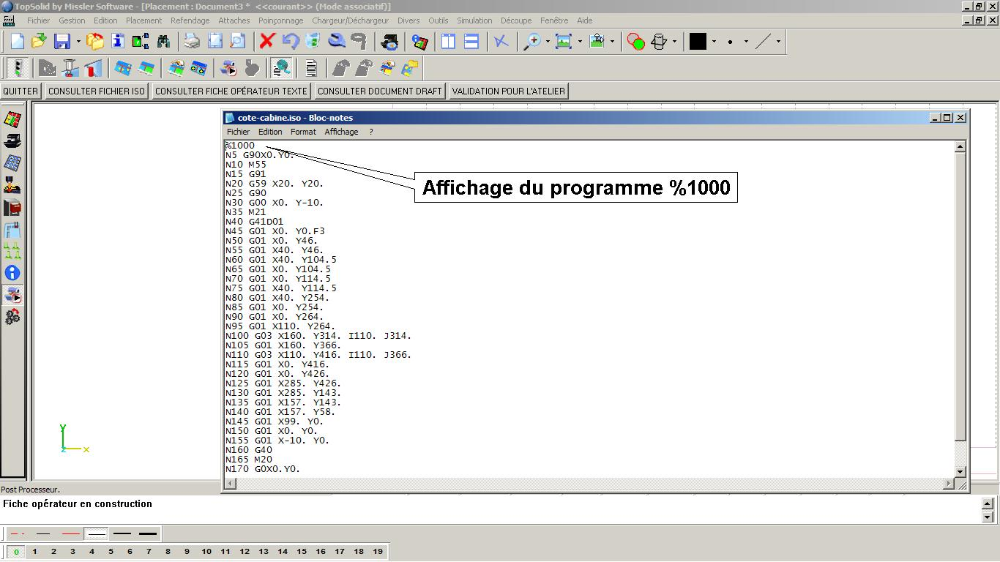 TopSolid by Missler Software - [Placement : Document3 *  <<courant>> (Mode associatif)]
Fichier Gestion Edition Placement Refendage Attaches Poinçonnage Chargeur/Déchargeur Divers Outils Simulation Découpe Fenêtre Aide
QUITTER CONSULTER FICHIER ISO CONSULTER FICHE OPÉRATEUR TEXTE CONSULTER DOCUMENT DRAFT VALIDATION POUR L'ATELIER
cote-cabine.iso - Bloc-notes
Fichier Edition Format Affichage ?
%1000
N5 G90X0.Y0.
N10 M55
N15 G91
N20 G59 X20. Y20.
N25 G90
N30 G00 X0. Y-10.
N35 M21
N40 G41D01
N45 G01 X0. Y0.F3
N50 G01 X0. Y46.
N55 G01 X40. Y46.
N60 G01 X40. Y104.5
N65 G01 X0. Y104.5
N70 G01 X0. Y114.5
N75 G01 X40. Y114.5
N80 G01 X40. Y254.
N85 G01 X0. Y254.
N90 G01 X0. Y264.
N95 G01 X110. Y264.
N100 G03 X160. Y314. I110. J314.
N105 G01 X160. Y366.
N110 G03 X110. Y416. I110. J366.
N115 G01 X0. Y416.
N120 G01 X0. Y426.
N125 G01 X285. Y426.
N130 G01 X285. Y143.
N135 G01 X157. Y143.
N140 G01 X157. Y58.
N145 G01 X99. Y0.
N150 G01 X0. Y0.
N155 G01 X-10. Y0.
N160 G40
N165 M20
N170 G0X0.Y0.
Affichage du programme %1000
Y
Z X
Post Processeur.
Fiche opérateur en construction
0 1 2 3 4 5 6 7 8 9 10 11 12 13 14 15 16 17 18 19